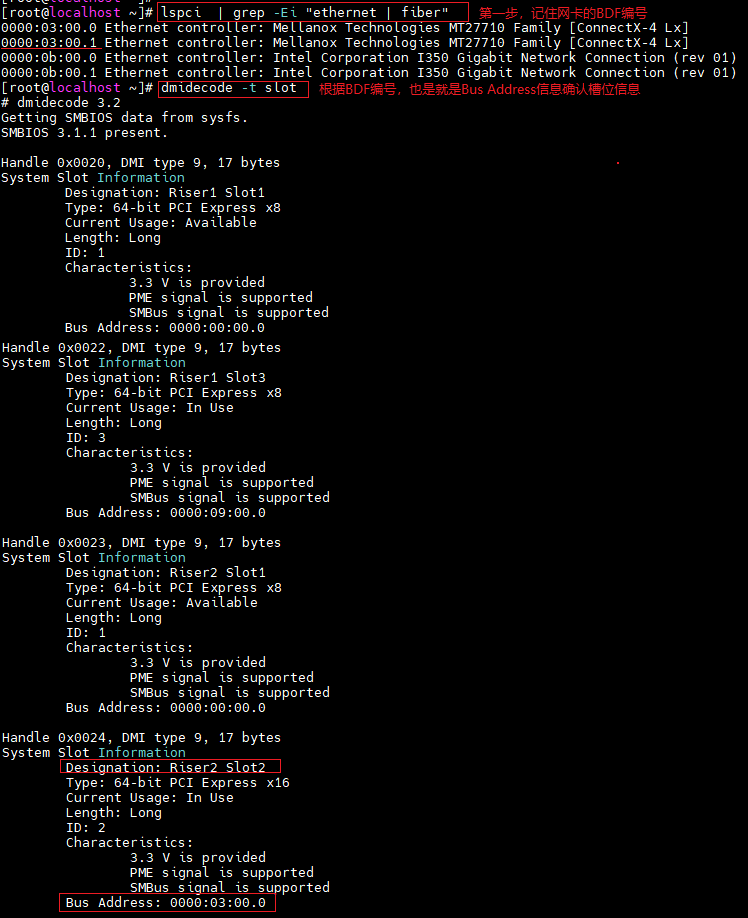 [root@localhost ~]# lspci  | grep -Ei "ethernet | fiber" 第一步，记住网卡的BDF编号
0000:03:00.0 Ethernet controller: Mellanox Technologies MT27710 Family [ConnectX-4 Lx]
0000:03:00.1 Ethernet controller: Mellanox Technologies MT27710 Family [ConnectX-4 Lx]
0000:0b:00.0 Ethernet controller: Intel Corporation I350 Gigabit Network Connection (rev 01)
0000:0b:00.1 Ethernet controller: Intel Corporation I350 Gigabit Network Connection (rev 01)
[root@localhost ~]# dmidecode -t slot 根据BDF编号，也是就是Bus Address信息确认槽位信息
# dmidecode 3.2
Getting SMBIOS data from sysfs.
SMBIOS 3.1.1 present.
Handle 0x0020, DMI type 9, 17 bytes
System Slot Information
Designation: Riser1 Slot1
Type: 64-bit PCI Express x8
Current Usage: Available
Length: Long
ID: 1
Characteristics:
3.3 V is provided
PME signal is supported
SMBus signal is supported
Bus Address: 0000:00:00.0
Handle 0x0022, DMI type 9, 17 bytes
System Slot Information
Designation: Riser1 Slot3
Type: 64-bit PCI Express x8
Current Usage: In Use
Length: Long
ID: 3
Characteristics:
3.3 V is provided
PME signal is supported
SMBus signal is supported
Bus Address: 0000:09:00.0
Handle 0x0023, DMI type 9, 17 bytes
System Slot Information
Designation: Riser2 Slot1
Type: 64-bit PCI Express x8
Current Usage: Available
Length: Long
ID: 1
Characteristics:
3.3 V is provided
PME signal is supported
SMBus signal is supported
Bus Address: 0000:00:00.0
Handle 0x0024, DMI type 9, 17 bytes
System Slot Information
Designation: Riser2 Slot2
Type: 64-bit PCI Express x16
Current Usage: In Use
Length: Long
ID: 2
Characteristics:
3.3 V is provided
PME signal is supported
SMBus signal is supported
Bus Address: 0000:03:00.0